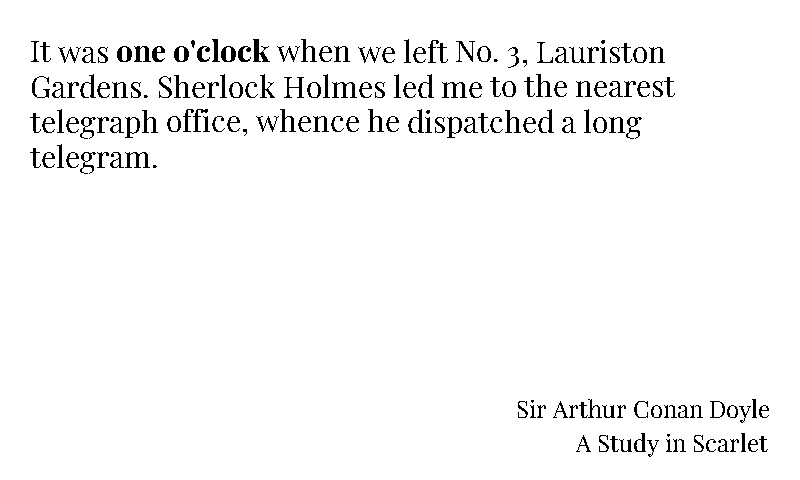 It was one o'clock when we left No. 3, Lauriston
Gardens. Sherlock Holmes led me to the nearest
telegraph office, whence he dispatched a long
telegram.
Sir Arthur Conan Doyle
A Study in Scarlet